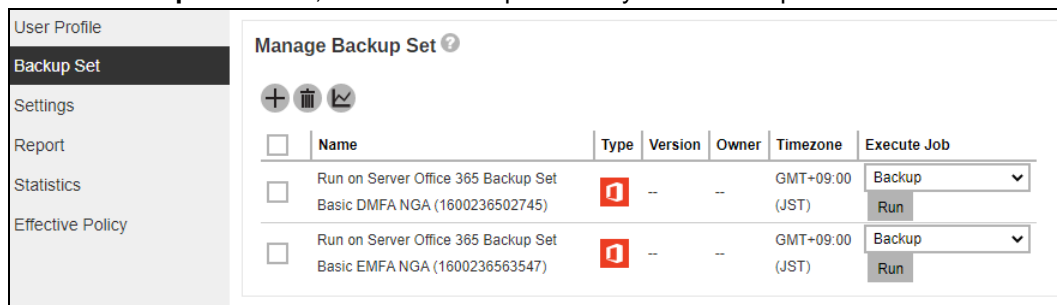 User Profile
Backup Set
Settings
Report
Statistics
Effective Policy
Manage Backup Set
Name Type Version Owner Timezone Execute Job
Run on Server Office 365 Backup Set
Basic DMFA NGA (1600236502745)
-- -- GMT+09:00
(JST)
Backup
Run
Run on Server Office 365 Backup Set
Basic EMFA NGA (1600236563547)
-- -- GMT+09:00
(JST)
Backup
Run